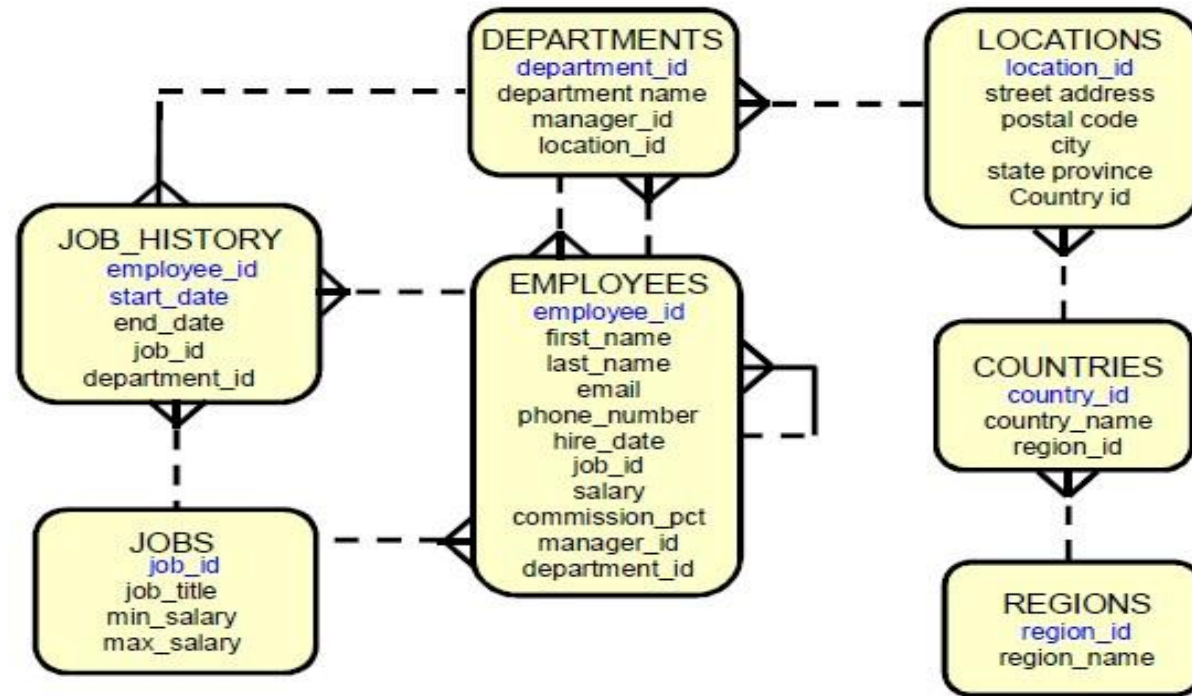 DEPARTMENTS
department_id
department name
manager_id
location_id
LOCATIONS
location_id
street address
postal code
city
state province
Country id
JOB_HISTORY
employee_id
start_date
end_date
job_id
department_id
EMPLOYEES
employee_id
first_name
last_name
email
phone_number
hire_date
job_id
salary
commission_pct
manager_id
department_id
COUNTRIES
country_id
country_name
region_id
JOBS
job_id
job_title
min_salary
max_salary
REGIONS
region_id
region_name